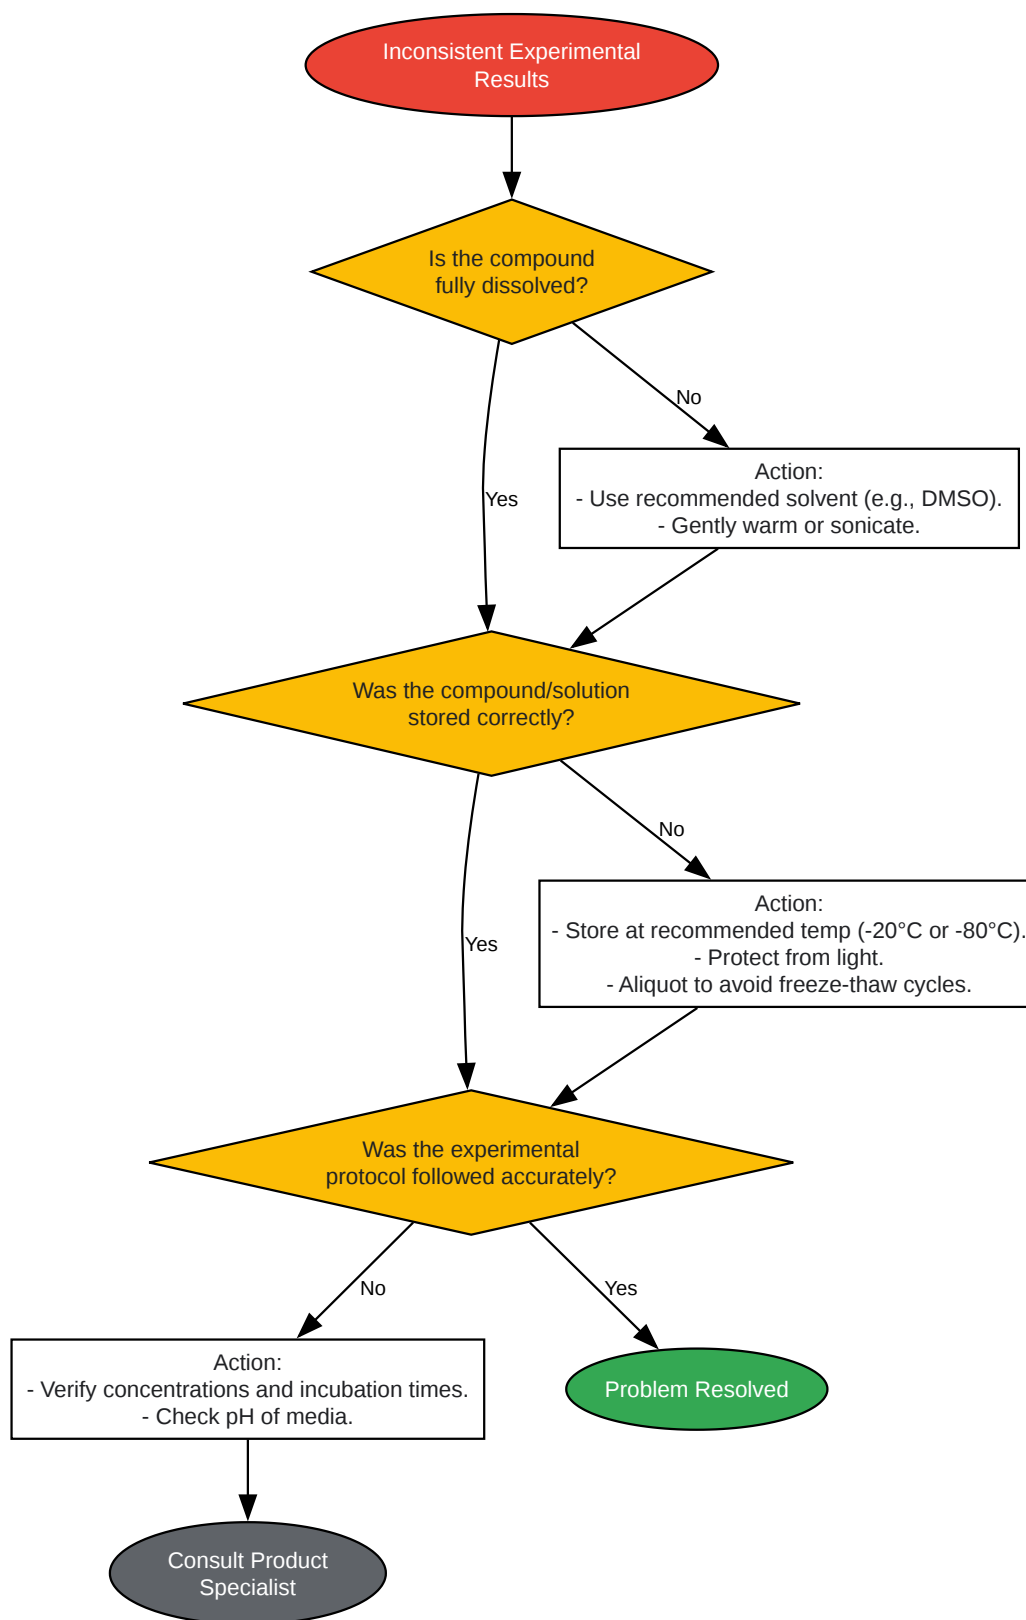 Inconsistent Experimental
Results
Is the compound
fully dissolved?
No
Action:
- Use recommended solvent (e.g., DMSO).
- Gently warm or sonicate.
Yes
Was the compound/solution
stored correctly?
No
Action:
- Store at recommended temp (-20°C or -80°C).
- Protect from light.
- Aliquot to avoid freeze-thaw cycles.
Yes
Was the experimental
protocol followed accurately?
No
Yes
Action:
- Verify concentrations and incubation times.
- Check pH of media.
Problem Resolved
Consult Product
Specialist